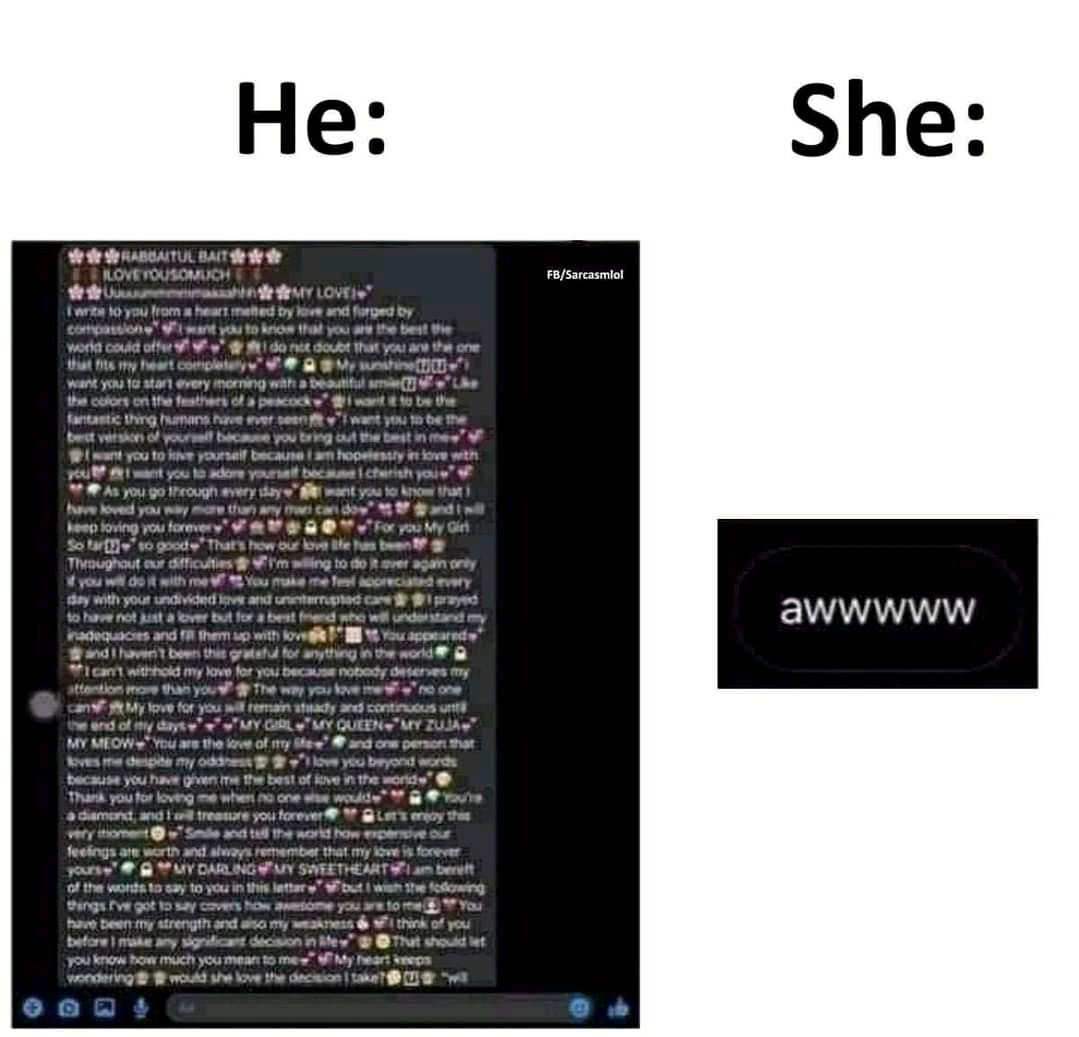 He:
She:
FB/Sarcasmlol
🌸🌸🌸RABBAITUL BAIT🌸🌸🌸
ILOVEYOUSOMUCH
MY LOVE)💕
I write to you from a heart melted by love and forged by
compassion💕💕I want you to know that you are the best the
world could offer💕💕💕🙈🙈I do not doubt that you are the one
that fits my heart completely My sunshine I
want you to start every morning with a beautiful smile Like
the colors on the feathers of a peacock I want it to be the
fantastic thing humans have ever seen I want you to be the
best version of yourself because you bring out the best in me
I want you to love yourself because I am hopelessly in love with
you I want you to adore yourself because I cherish you
As you go through every day I want you to know that I
have loved you way more than any man can do and I will
keep loving you forever For you My Girl
So far so good That's how our love life has been
Throughout our difficulties I'm willing to do it over again only
if you will do it with me You make me feel appreciated every
day with your undivided love and uninterrupted care I prayed
to have not just a lover but for a best friend who will understand my
inadequacies and fill them up with love You appeared
and I haven't been this grateful for anything in the world
I can't withhold my love for you because nobody deserves my
attention more than you The way you love me no one
can My love for you will remain steady and continuous until
the end of my days MY GIRL MY QUEEN MY ZUJA
MY MEOW You are the love of my life and one person that
loves me despite my oddness I love you beyond words
because you have given me the best of love in the world
Thank you for loving me when no one else would You're
a diamond, and I will treasure you forever Let's enjoy this
very moment Smile and tell the world how expensive our
feelings are worth and always remember that my love is forever
yours MY DARLING MY SWEETHEART I am bereft
of the words to say to you in this letter but I wish the following
things I've got to say covers how awesome you are to me You
have been my strength and also my weakness I think of you
before I make any significant decision in life That should let
you know how much you mean to me My heart keeps
wondering would she love the decision I take? "will
Aa
awwwww